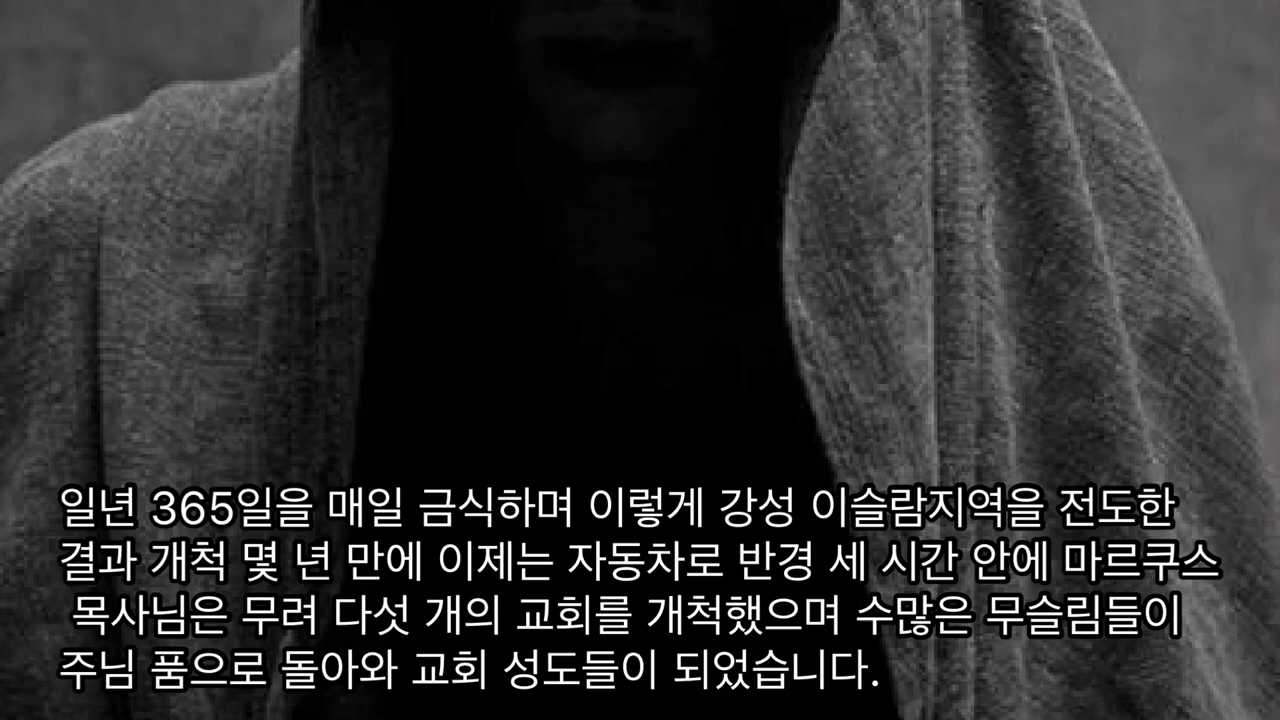 일년 365일을 매일 금식하며 이렇게 강성 이슬람지역을 전도한
결과 개척 몇 년 만에 이제는 자동차로 반경 세 시간 안에 마르쿠스
목사님은 무려 다섯 개의 교회를 개척했으며 수많은 무슬림들이
주님 품으로 돌아와 교회 성도들이 되었습니다.